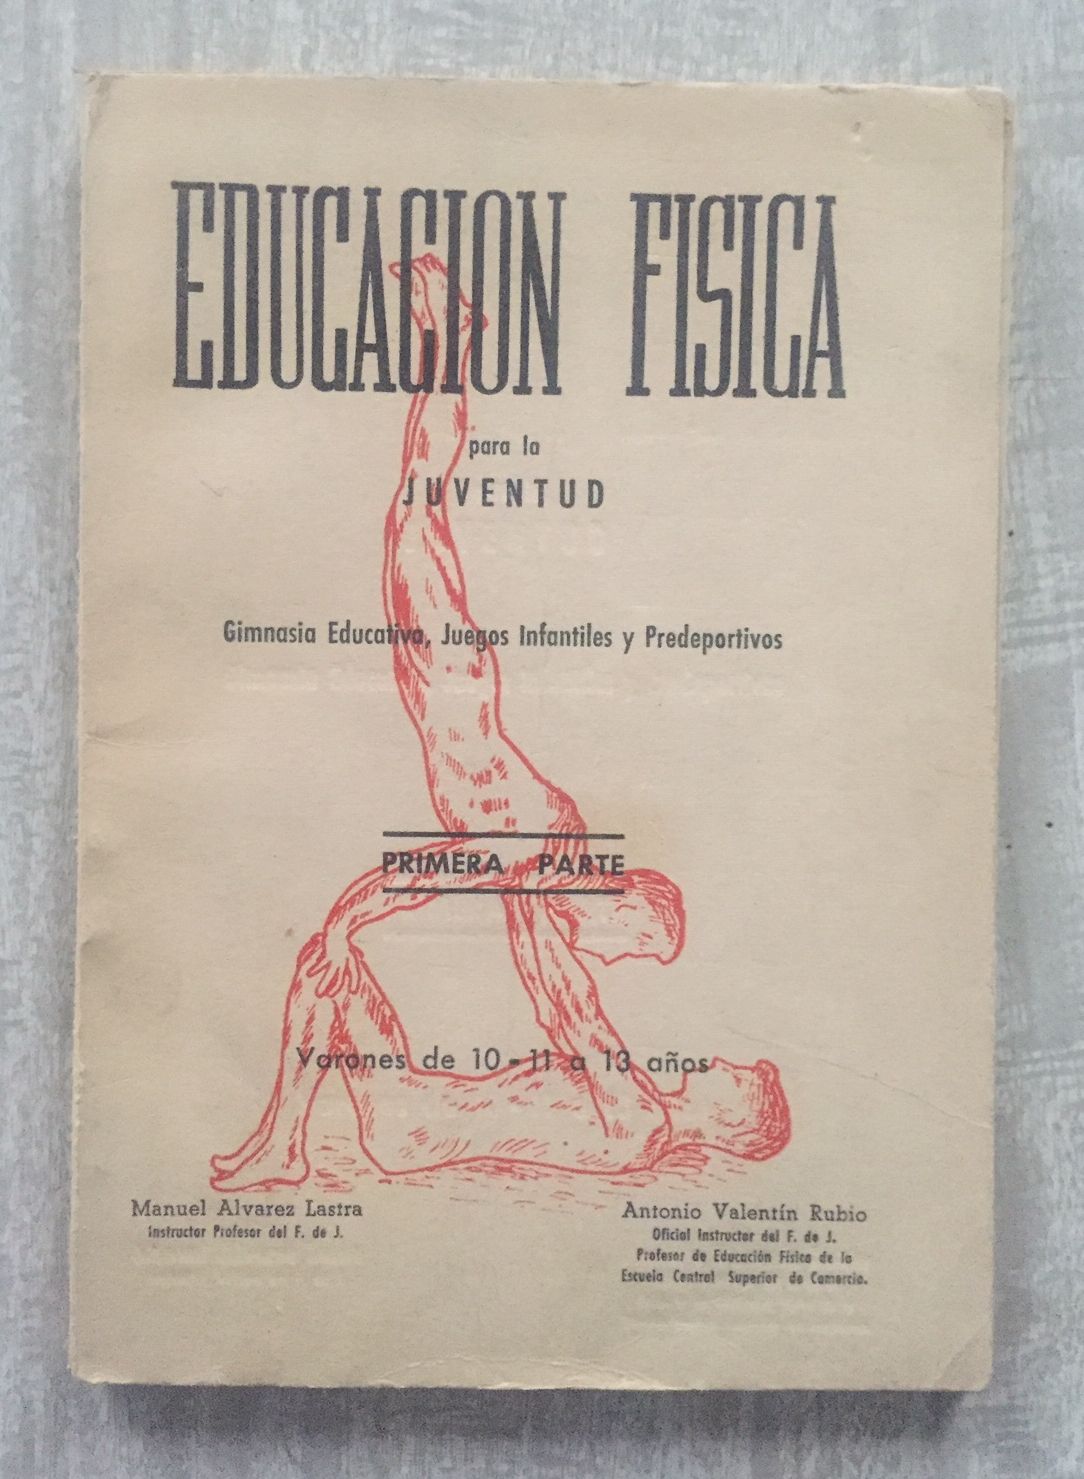 EDUCACION FISICA
para la
JUVENTUD
Gimnasia Educativa, Juegos Infantiles y Predeportivos
PRIMERA PARTE
Varones de 10 - 11 a 13 años
Manuel Alvarez Lastra
Instructor Profesor del F. de J.
Antonio Valentín Rubio
Oficial Instructor del F. de J.
Profesor de Educación Física de la
Escuela Central Superior de Comercio.